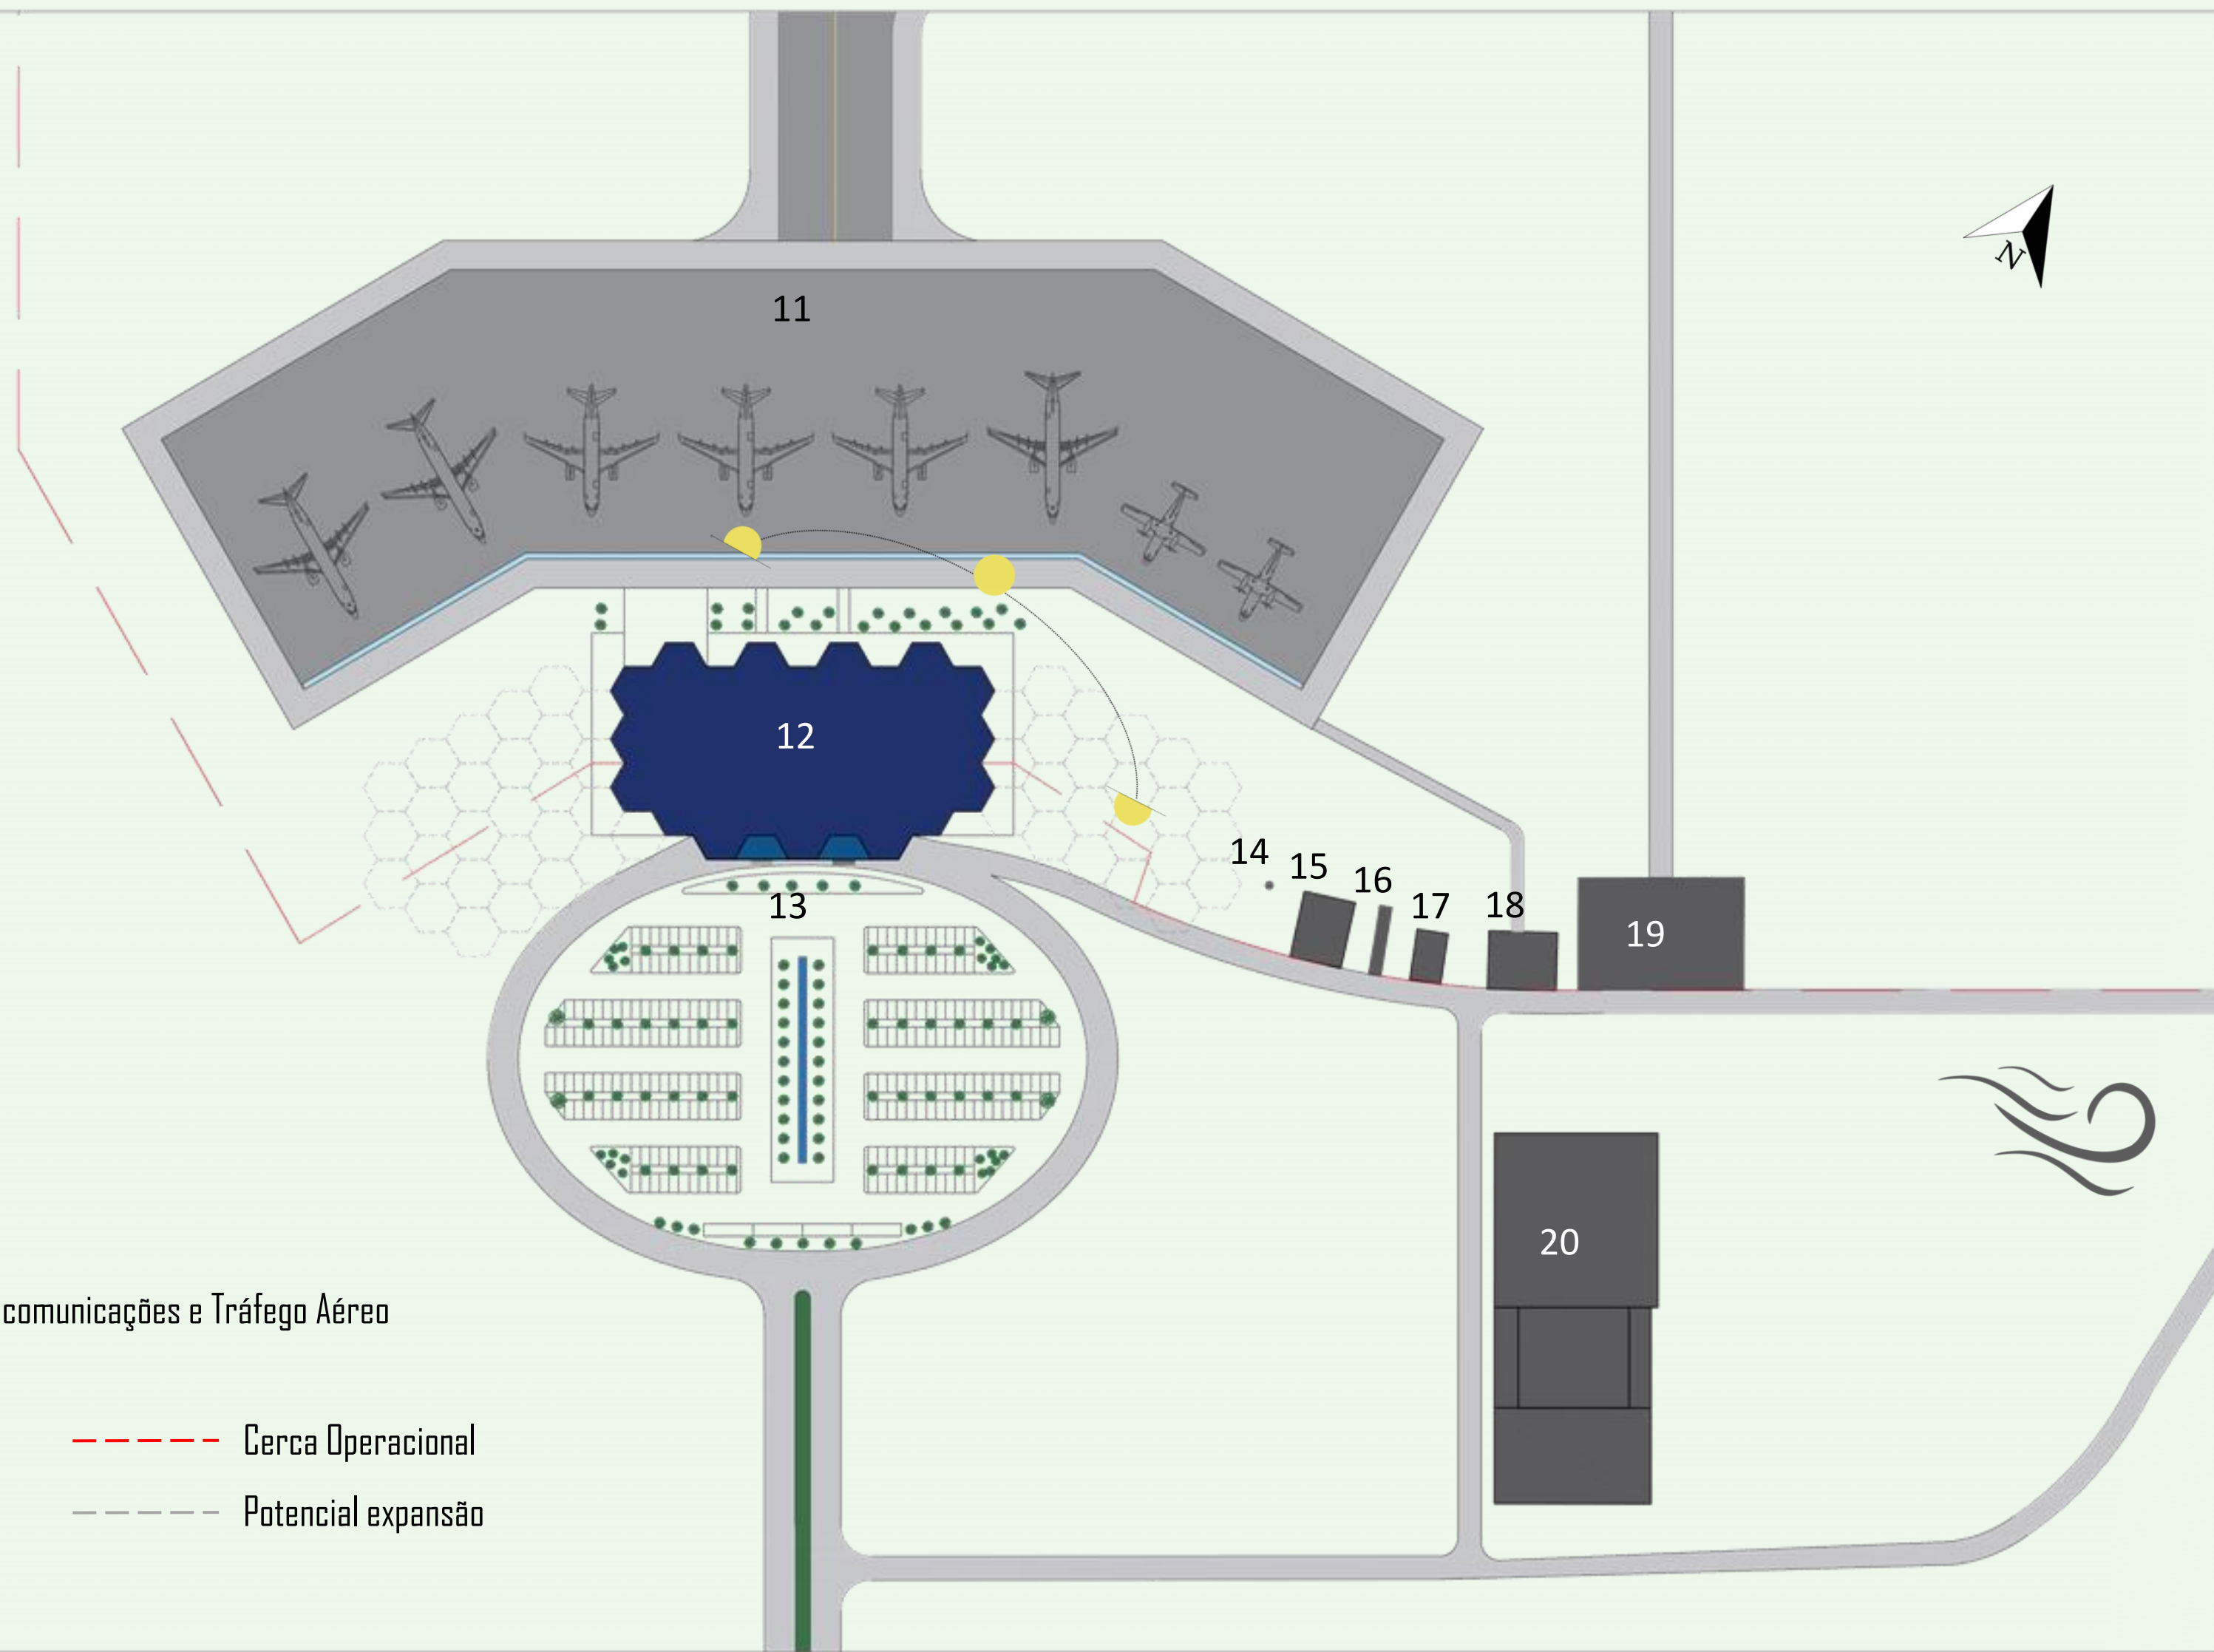 N
11
12
14
15
16
17
18
19
13
20
comunicações e Tráfego Aéreo
Cerca Operacional
Potencial expansão